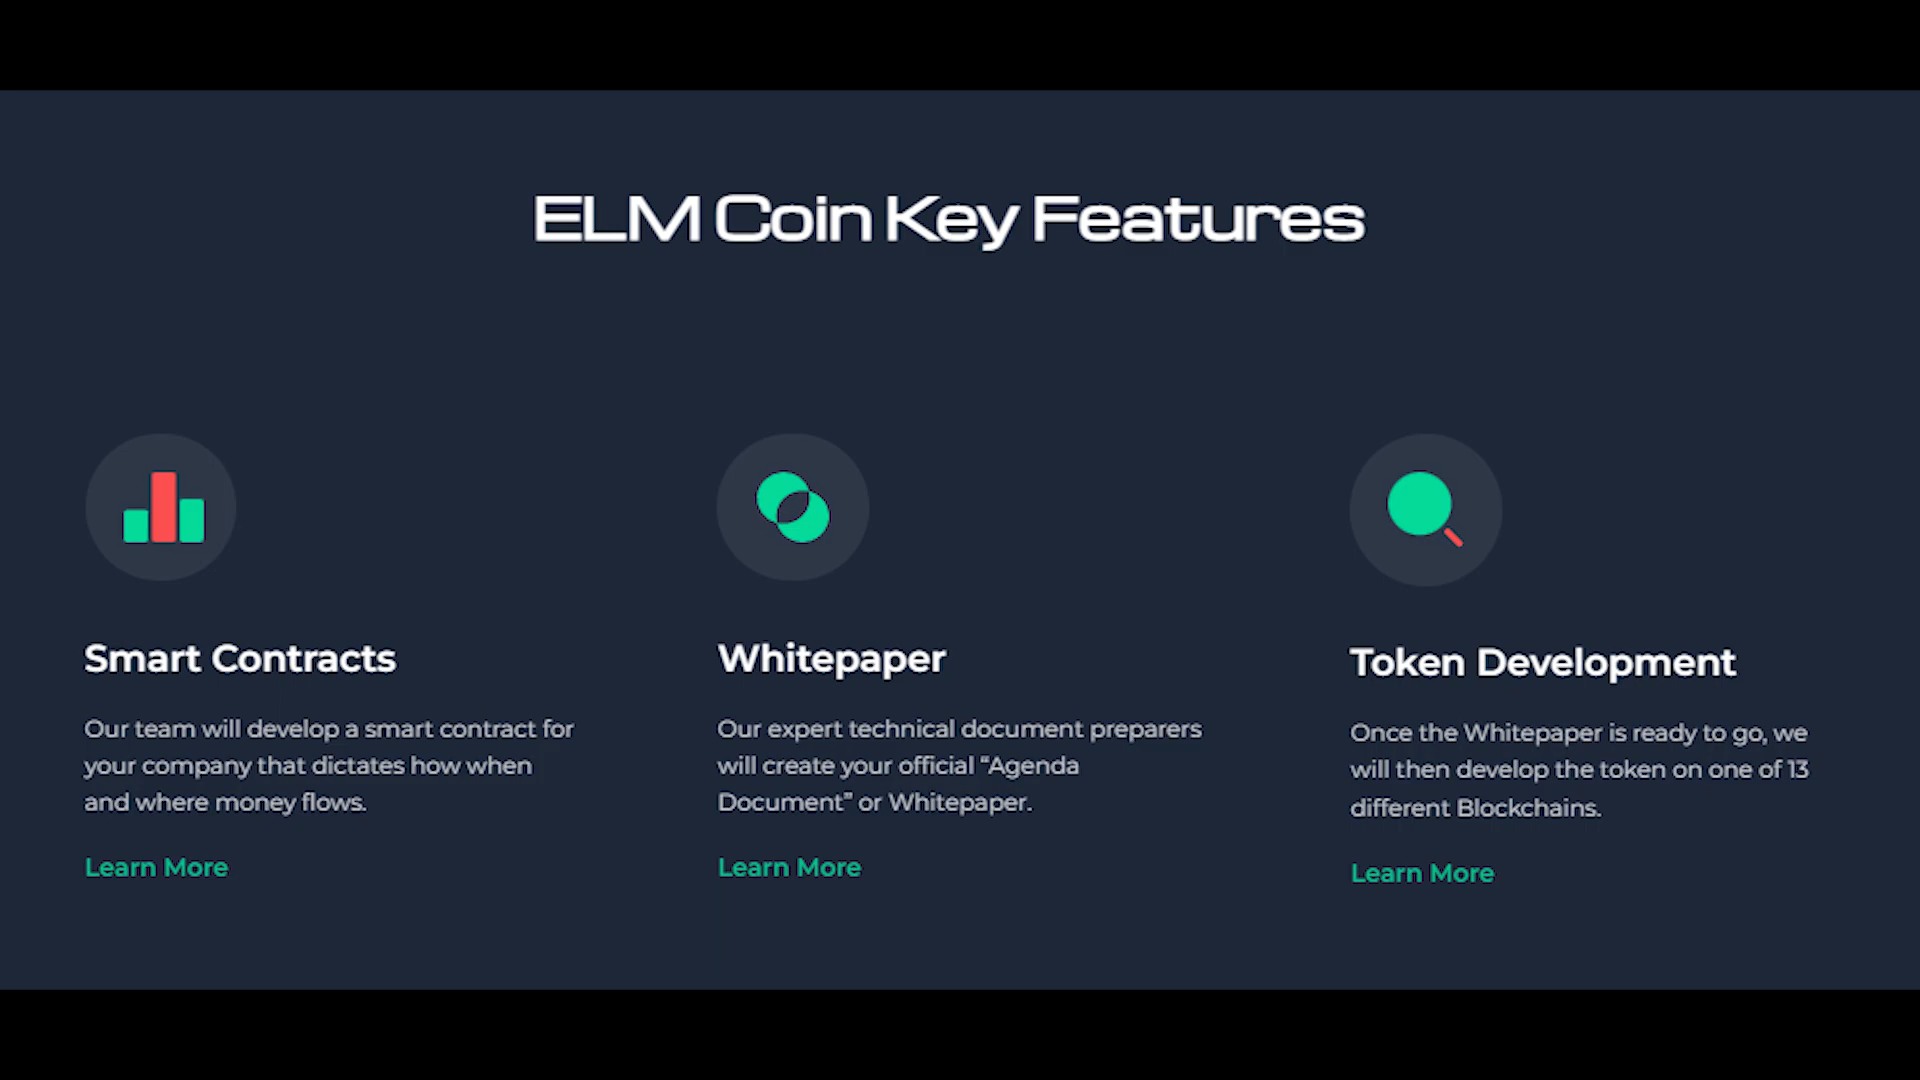 ELM Coin Key Features
Smart Contracts
Our team will develop a smart contract for
your company that dictates how when
and where money flows.
Learn More
Whitepaper
Our expert technical document preparers
will create your official “Agenda
Document” or Whitepaper.
Learn More
Token Development
Once the Whitepaper is ready to go, we
will then develop the token on one of 13
different Blockchains.
Learn More